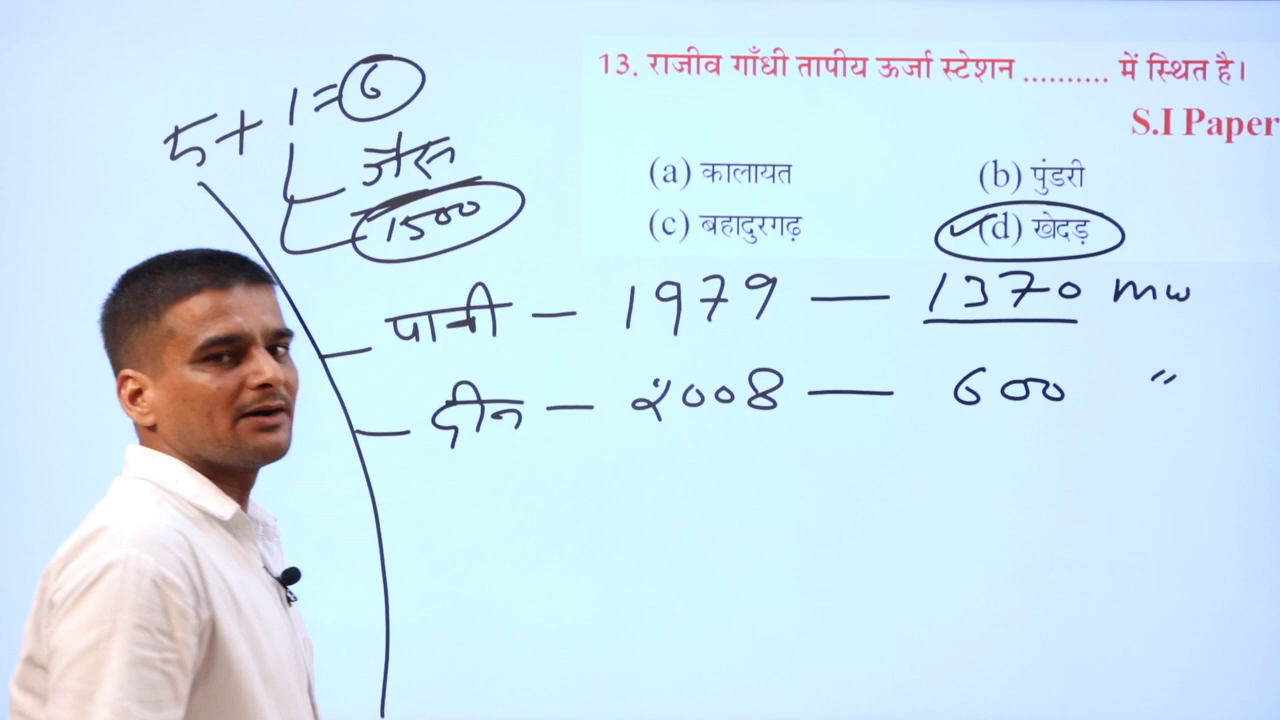 13. राजीव गाँधी तापीय ऊर्जा स्टेशन .......... में स्थित है।
S.I Paper
(a) कालायत (b) पुंडरी
(c) बहादुरगढ़ (d) खेदड़
5 + 1 = 6
1500
पानी – 1979 — 1370 mw
दीन – 2008 — 600 "